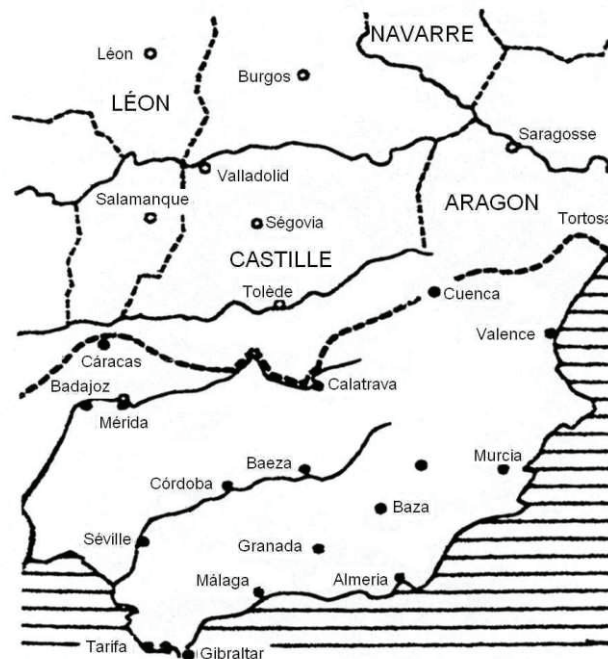 NAVARRE
Léon
Burgos
LÉON
Saragosse
Valladolid
Salamanque
ARAGON
Tortosa
Ségovia
CASTILLE
Tolède
Cuenca
Valence
Cáracas
Badajoz
Calatrava
Mérida
Baeza
Murcia
Córdoba
Baza
Séville
Granada
Málaga
Almeria
Tarifa
Gibraltar